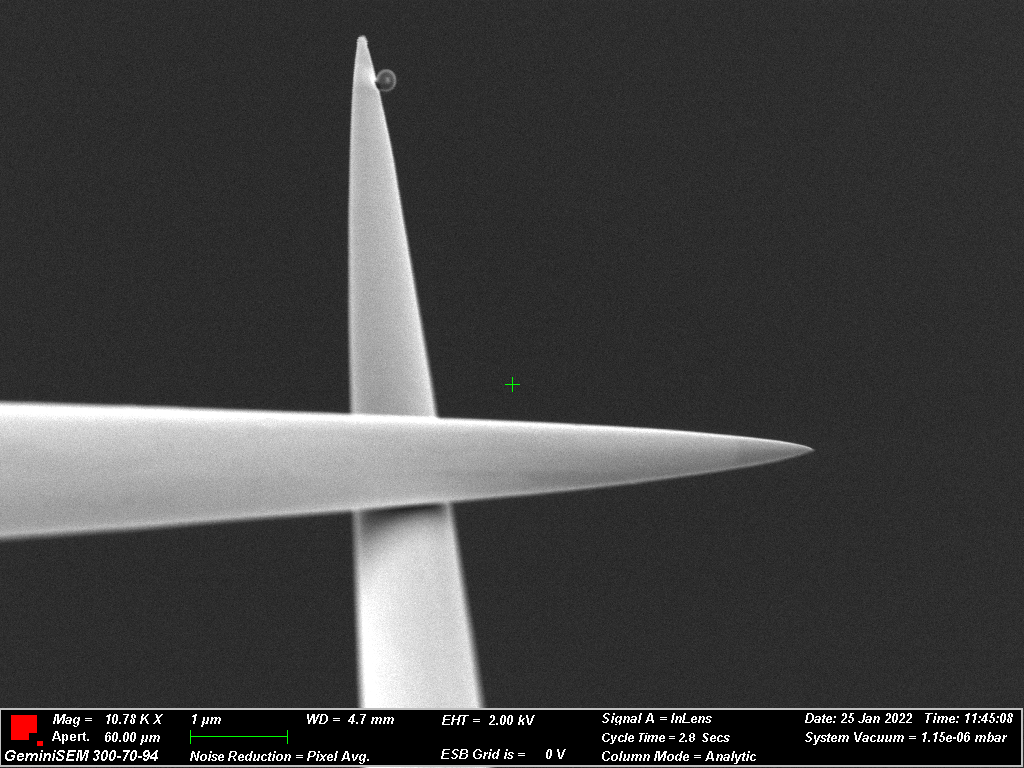 Mag = 10.78 K X 1 µm WD = 4.7 mm EHT = 2.00 kV Signal A = InLens Date: 25 Jan 2022 Time: 11:45:08
Apert. 60.00 µm Cycle Time = 2.8 Secs System Vacuum = 1.15e-06 mbar
GeminiSEM 300-70-94 Noise Reduction = Pixel Avg. ESB Grid is = 0 V Column Mode = Analytic